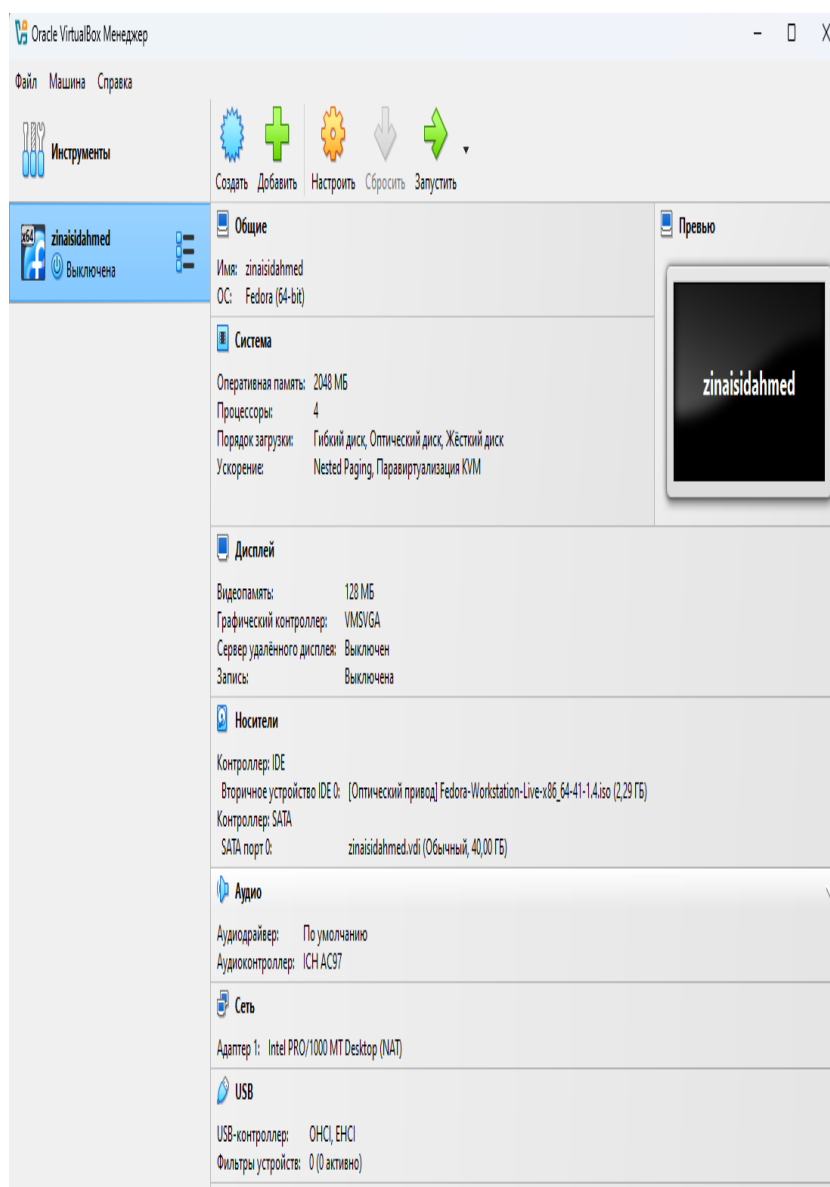 Oracle VirtualBox Менеджер
Файл Машина Справка
Инструменты
Создать Добавить Настроить Сбросить Запустить
x64
zinaisidahmed
Выключена
Общие
Имя: zinaisidahmed
ОС: Fedora (64-bit)
Превью
zinaisidahmed
Система
Оперативная память: 2048 МБ
Процессоры: 4
Порядок загрузки: Гибкий диск, Оптический диск, Жёсткий диск
Ускорение: Nested Paging, Паравиртуализация KVM
Дисплей
Видеопамять: 128 МБ
Графический контроллер: VMSVGA
Сервер удалённого дисплея: Выключен
Запись: Выключена
Носители
Контроллер: IDE
Вторичное устройство IDE 0: [Оптический привод] Fedora-Workstation-Live-x86_64-41-1.4.iso (2,29 ГБ)
Контроллер: SATA
SATA порт 0: zinaisidahmed.vdi (Обычный, 40,00 ГБ)
Аудио
Аудиодрайвер: По умолчанию
Аудиоконтроллер: ICH AC97
Сеть
Адаптер 1: Intel PRO/1000 MT Desktop (NAT)
USB
USB-контроллер: OHCI, EHCI
Фильтры устройств: 0 (0 активно)